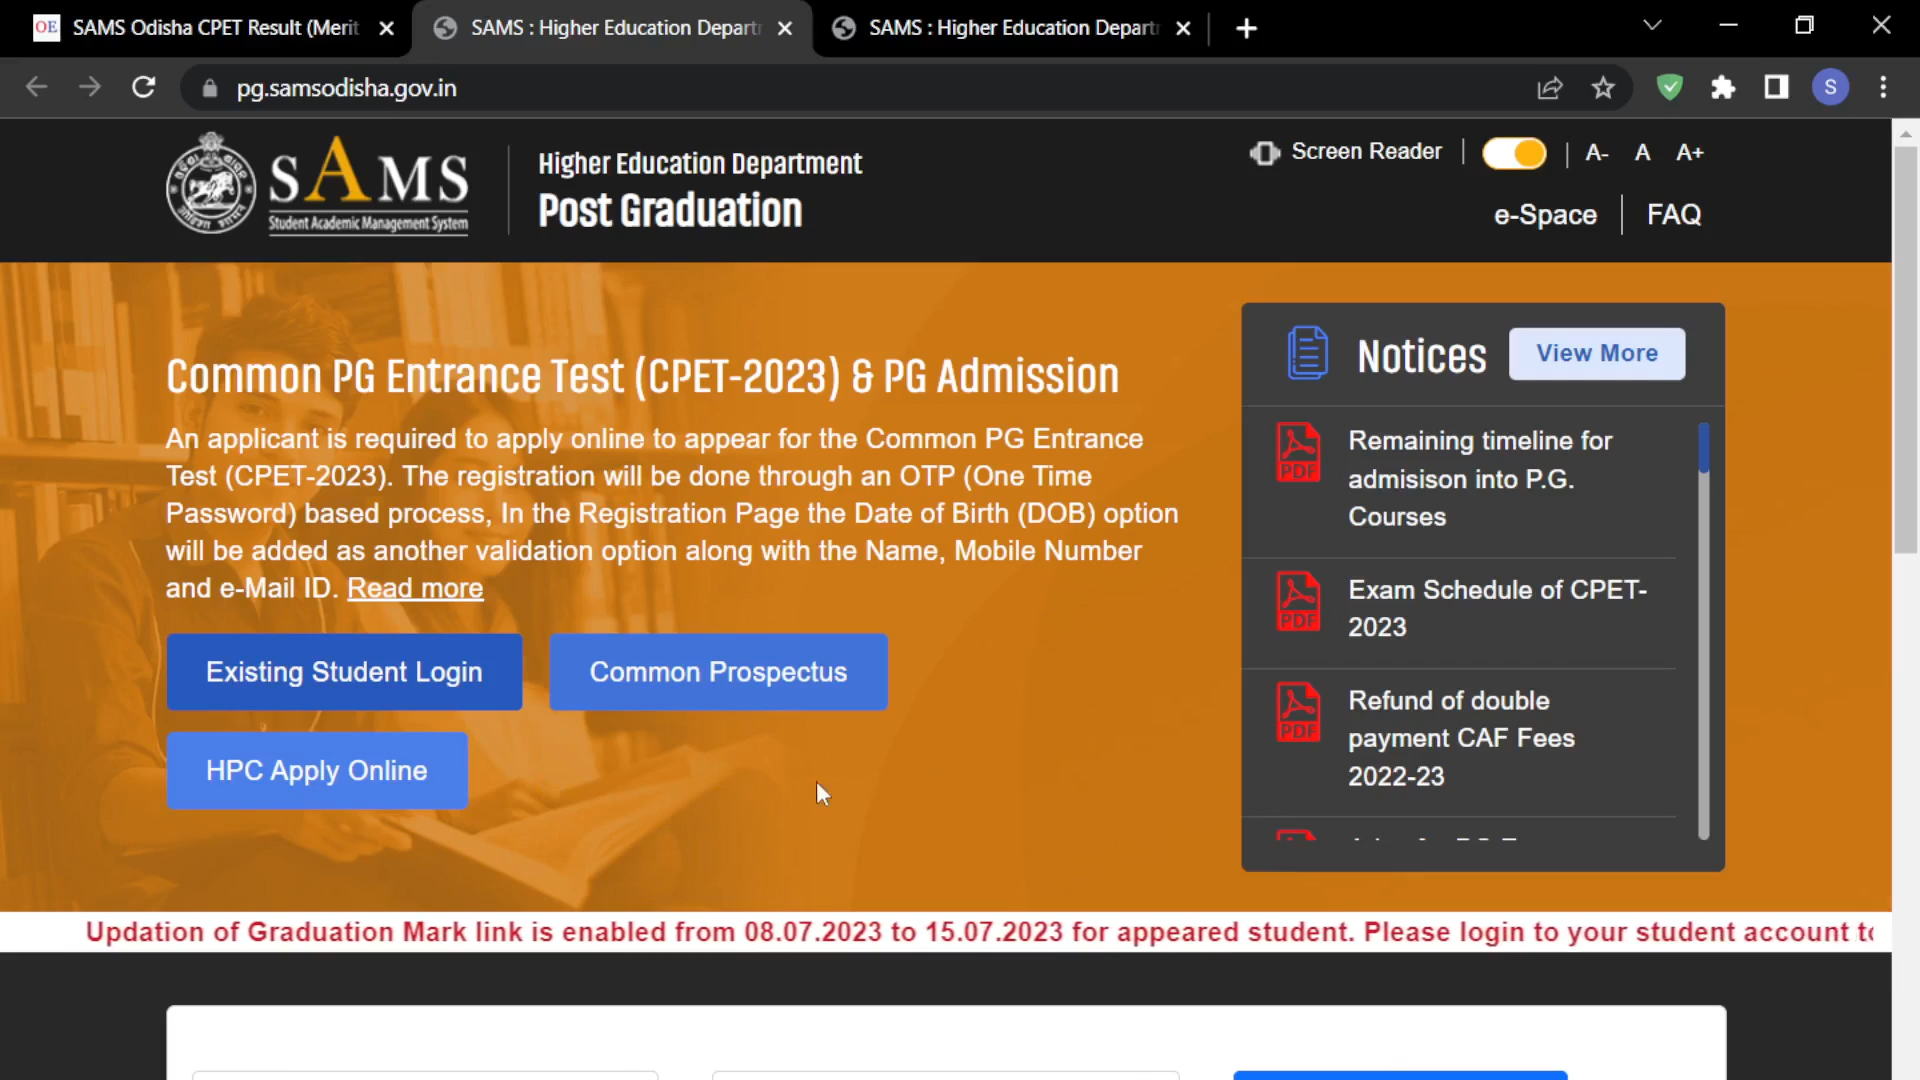 OE SAMS Odisha CPET Result (Merit
SAMS : Higher Education Depart
SAMS : Higher Education Depart
pg.samsodisha.gov.in
S
SAMS
Student Academic Management System
Higher Education Department
Post Graduation
Screen Reader
A- A A+
e-Space FAQ
Common PG Entrance Test (CPET-2023) & PG Admission
An applicant is required to apply online to appear for the Common PG Entrance
Test (CPET-2023). The registration will be done through an OTP (One Time
Password) based process, In the Registration Page the Date of Birth (DOB) option
will be added as another validation option along with the Name, Mobile Number
and e-Mail ID. Read more
Existing Student Login
Common Prospectus
HPC Apply Online
Notices
View More
PDF
Remaining timeline for
admisison into P.G.
Courses
PDF
Exam Schedule of CPET-
2023
PDF
Refund of double
payment CAF Fees
2022-23
Updation of Graduation Mark link is enabled from 08.07.2023 to 15.07.2023 for appeared student. Please login to your student account to